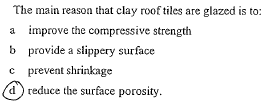 The main reason that clay roof tiles are glazed is to:
a improve the compressive strength
b provide a slippery surface
c prevent shrinkage
d reduce the surface porosity.